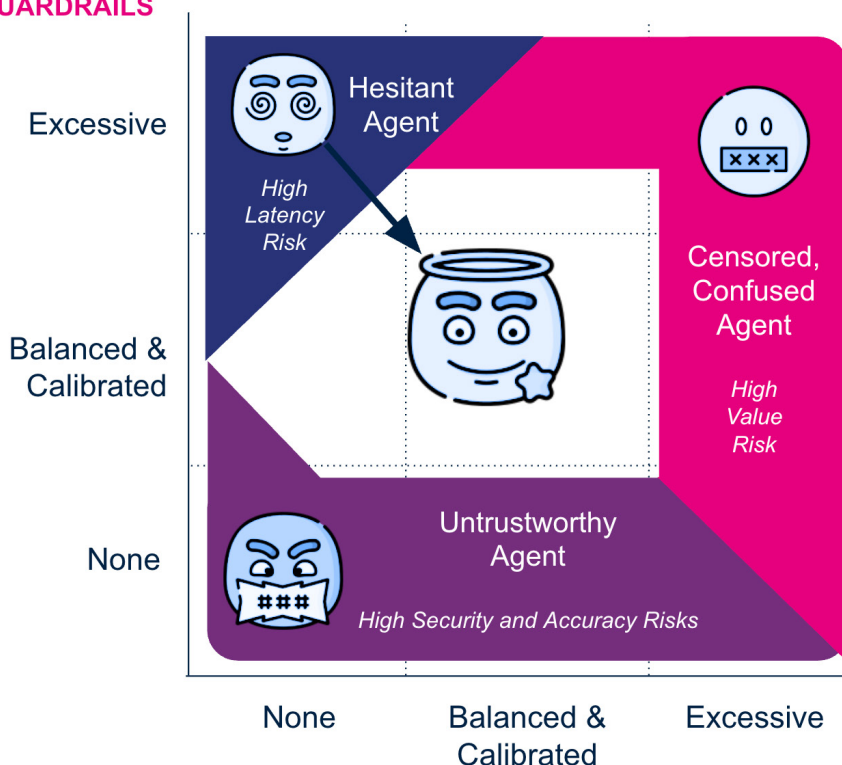 UARDRAILS
Excessive
Hesitant
Agent
High
Latency
Risk
XXX
Censored,
Confused
Agent
High
Value
Risk
Balanced &
Calibrated
None
Untrustworthy
Agent
###
High Security and Accuracy Risks
None
Balanced &
Calibrated
Excessive